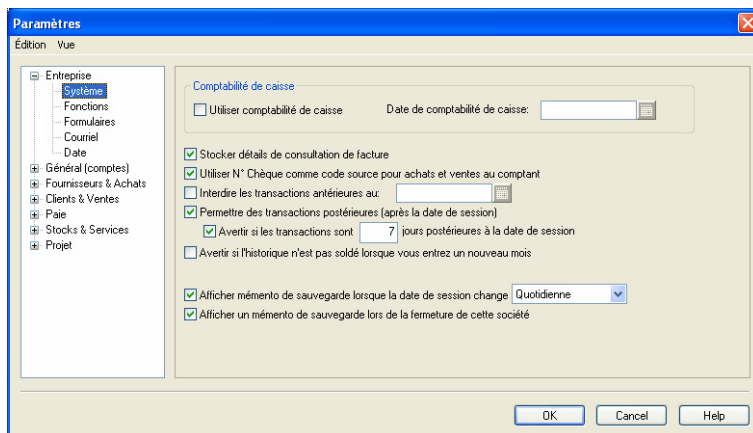 Paramètres
Édition Vue
Entreprise
Système
Fonctions
Formulaires
Courriel
Date
Général (comptes)
Fournisseurs & Achats
Clients & Ventes
Paie
Stocks & Services
Projet
Comptabilité de caisse
Utiliser comptabilité de caisse Date de comptabilité de caisse:
Stocker détails de consultation de facture
Utiliser N° Chèque comme code source pour achats et ventes au comptant
Interdire les transactions antérieures au:
Permettre des transactions postérieures (après la date de session)
Avertir si les transactions sont 7 jours postérieures à la date de session
Avertir si l'historique n'est pas soldé lorsque vous entrez un nouveau mois
Afficher mémento de sauvegarde lorsque la date de session change Quotidienne
Afficher un mémento de sauvegarde lors de la fermeture de cette société
OK Cancel Help